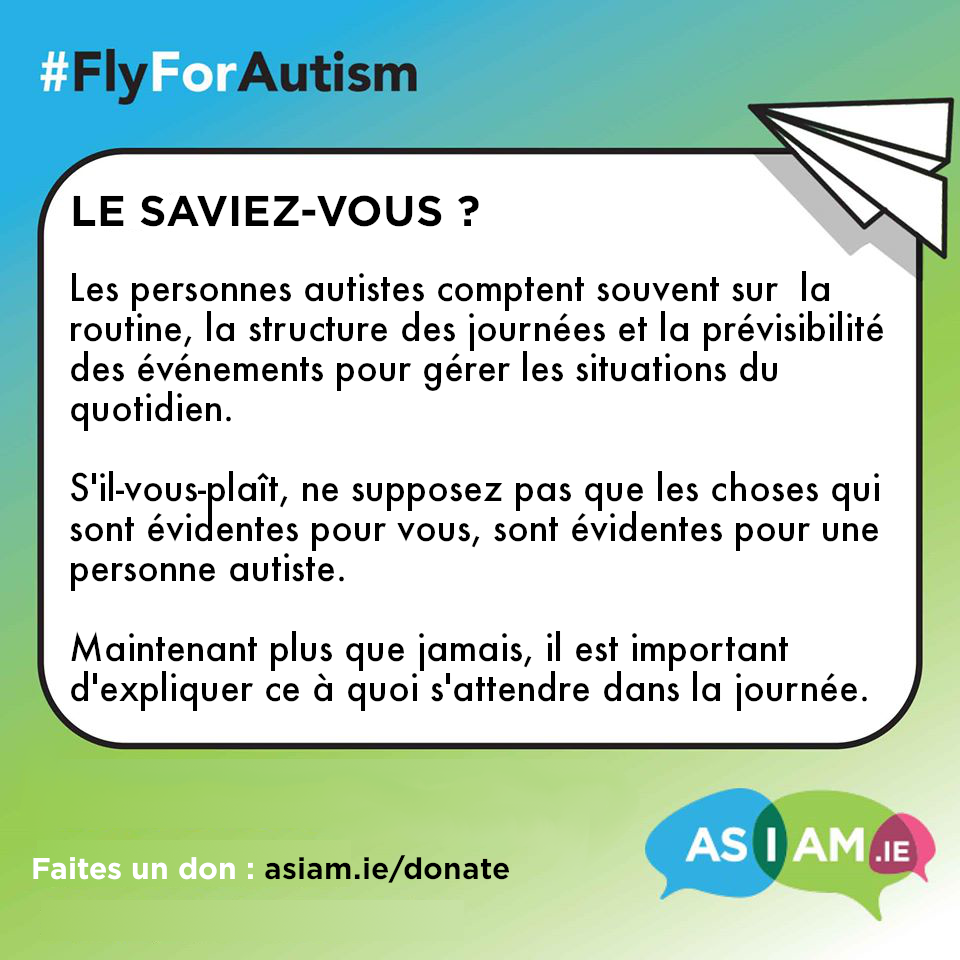 #FlyForAutism
LE SAVIEZ-VOUS ?
Les personnes autistes comptent souvent sur  la
routine, la structure des journées et la prévisibilité
des événements pour gérer les situations du
quotidien.
S'il-vous-plaît, ne supposez pas que les choses qui
sont évidentes pour vous, sont évidentes pour une
personne autiste.
Maintenant plus que jamais, il est important
d'expliquer ce à quoi s'attendre dans la journée.
Faites un don : asiam.ie/donate
AS I AM.IE